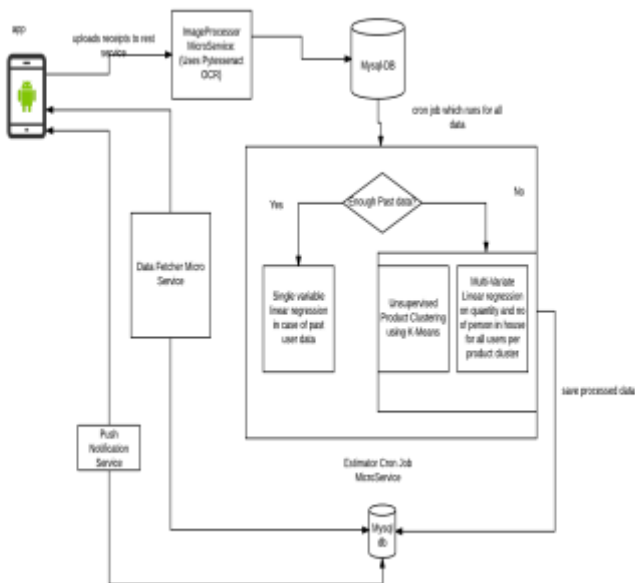 app
uploads receipts to rest
service
ImageProcessor
MicroService
(Uses Pytesseract
OCR)
Mysql-DB
cron job which runs for all
data
Enough Past data?
Yes
No
Single variable
linear regression
in case of past
user data
Unsupervised
Product Clustering
using K-Means
Multi-Variate
Linear regression
on quantity and no
of person in house
for all users per
product cluster
Data Fetcher Micro
Service
save processed data
Push
Notification
Service
Estimator Cron Job
MicroService
Mysql
db